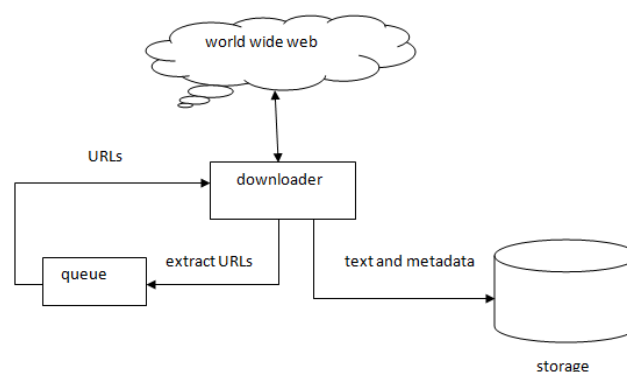 world wide web
URLs
downloader
queue
extract URLs
text and metadata
storage